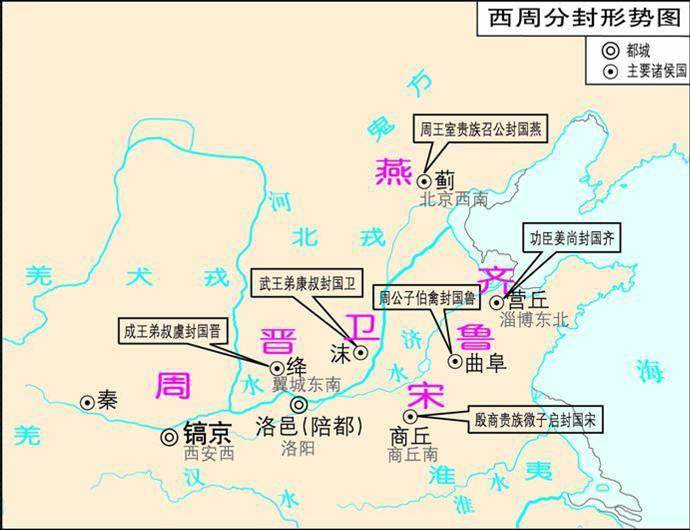 西周分封形势图
都城
主要诸侯国
鬼方
周王室贵族召公封国燕
燕
蓟
北京西南
河
北戎
功臣姜尚封国齐
羌
犬戎
武王弟康叔封国卫
周公子伯禽封国鲁
齐
营丘
淄博东北
成王弟叔虞封国晋
晋
卫
沫
济
水
鲁
曲阜
海
绛
翼城东南
周
水
宋
秦
洛邑(陪都)
洛阳
殷商贵族微子启封国宋
商丘
商丘南
羌
镐京
西安西
汉
水
淮
夷
淮
水